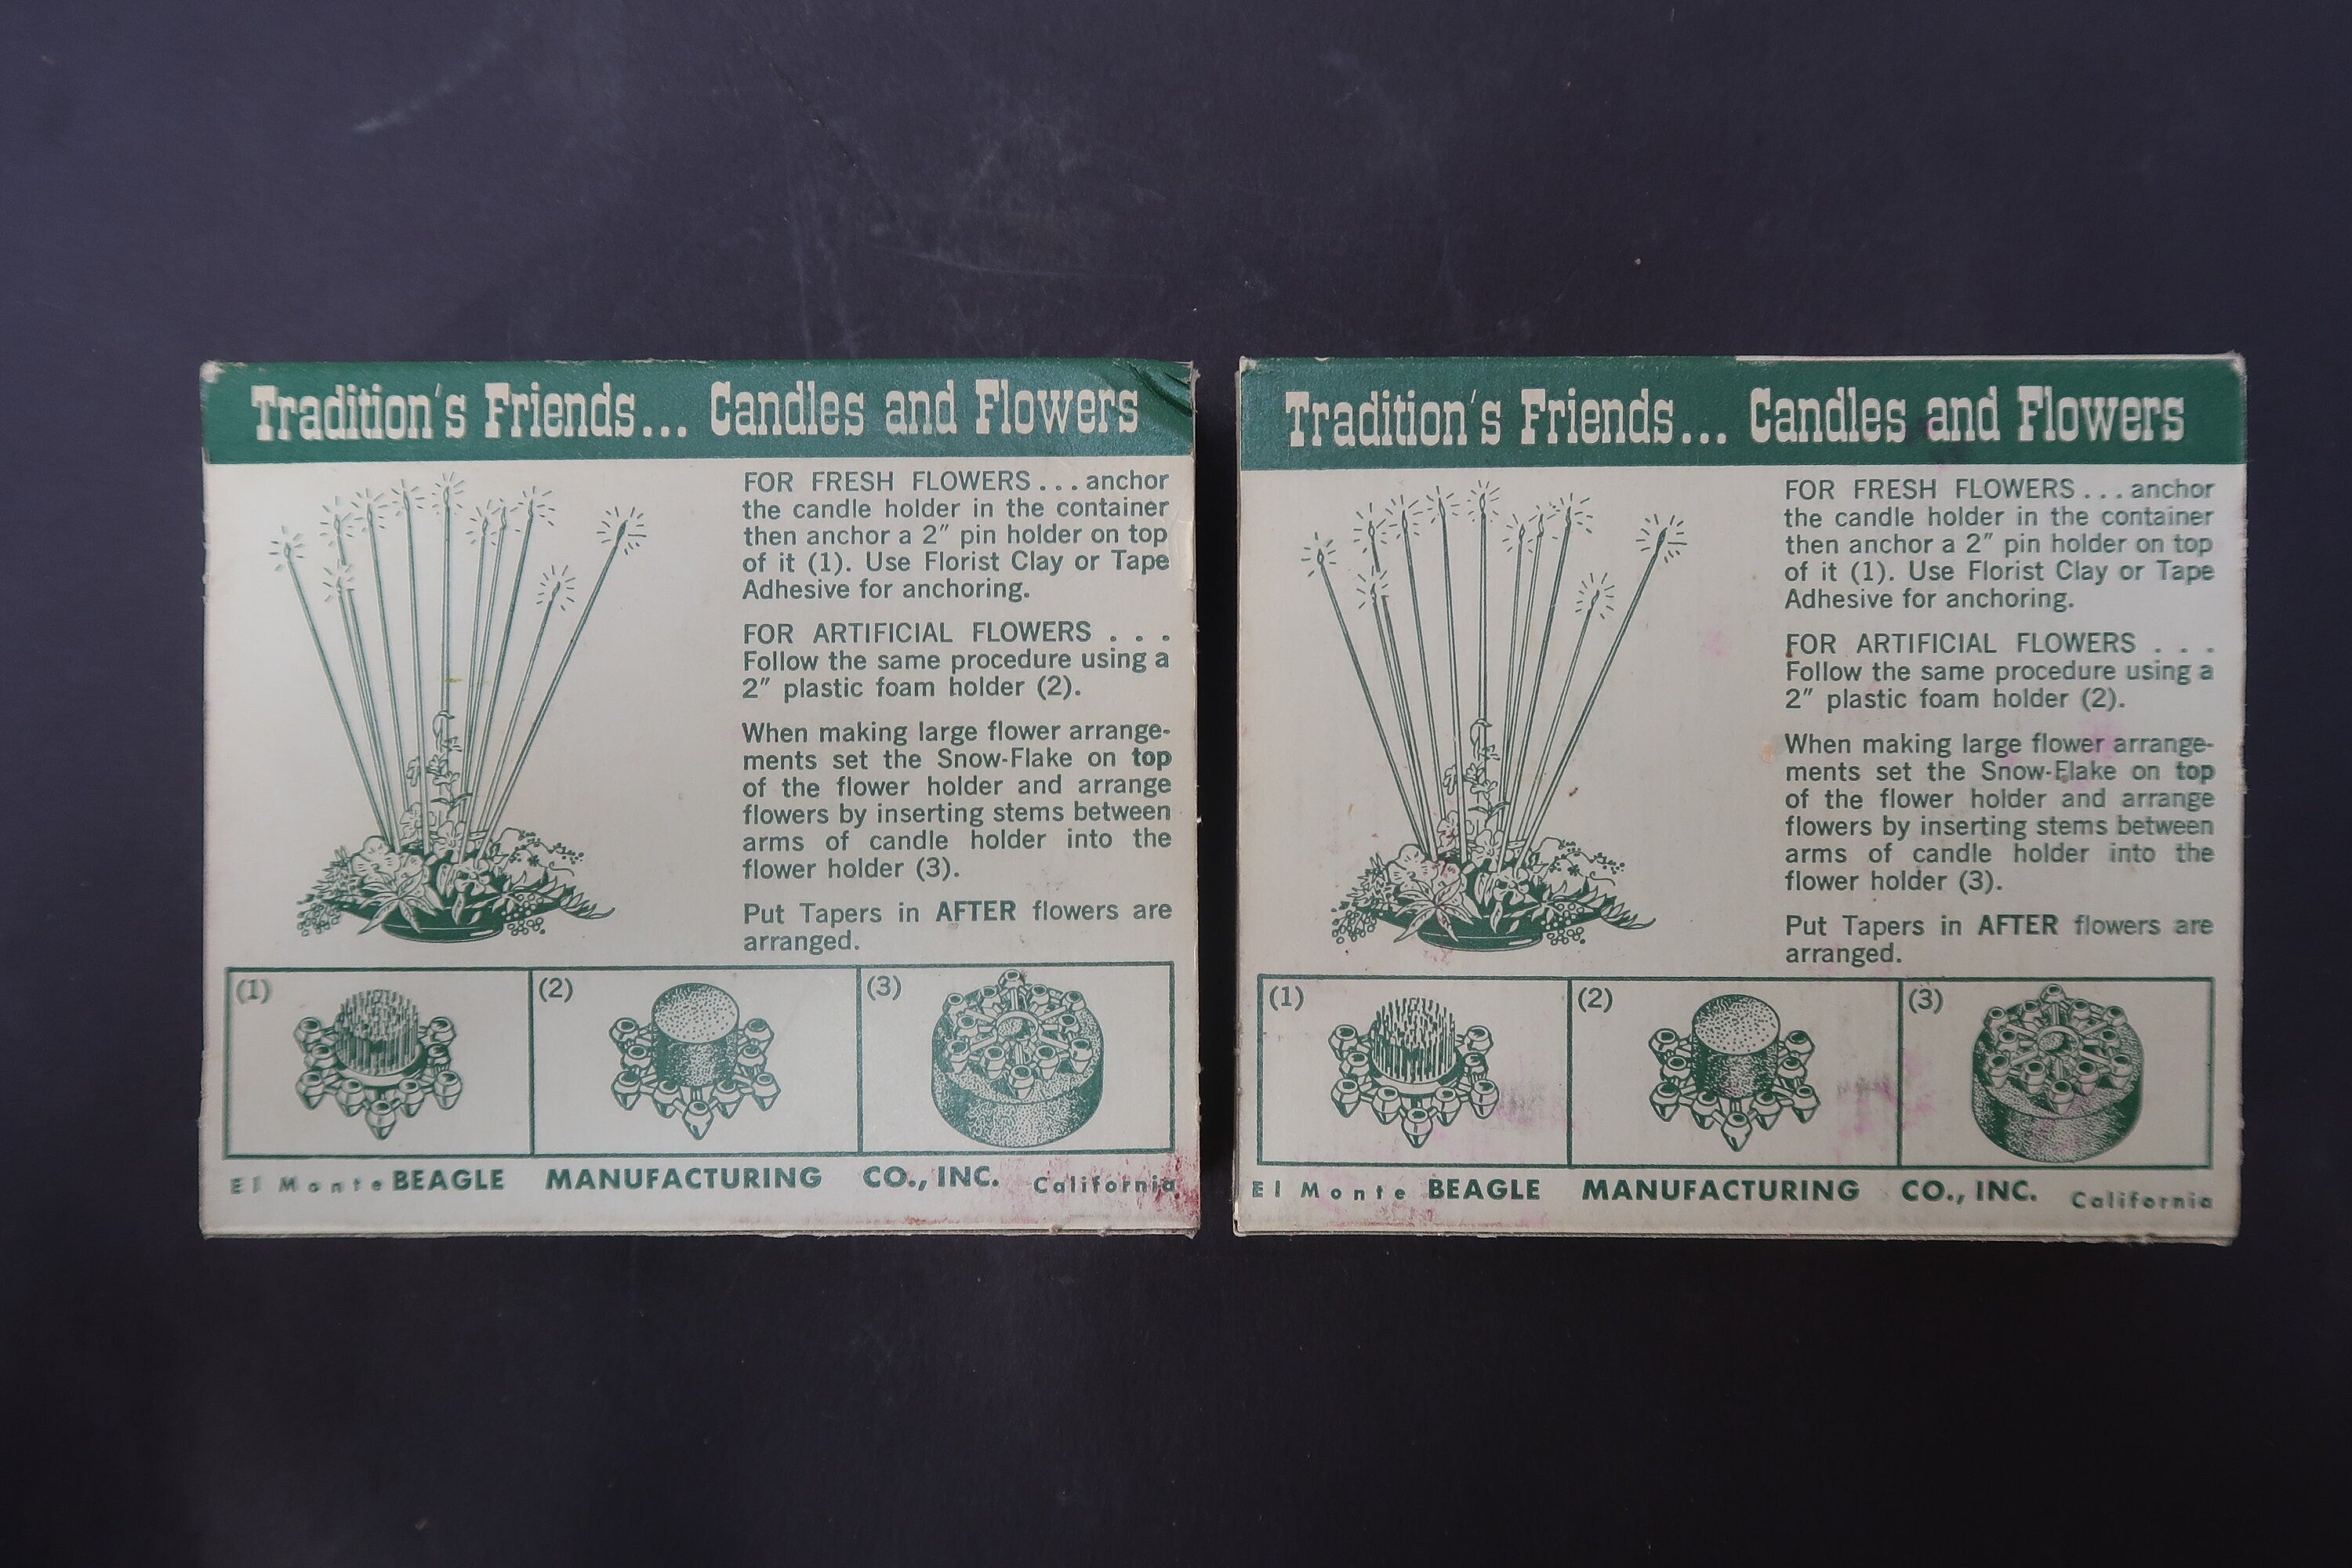 Tradition's Friends... Candles and Flowers
FOR FRESH FLOWERS...anchor
the candle holder in the container
then anchor a 2" pin holder on top
of it (1). Use Florist Clay or Tape
Adhesive for anchoring.
FOR ARTIFICIAL FLOWERS . . .
Follow the same procedure using a
2" plastic foam holder (2).
When making large flower arrange-
ments set the Snow-Flake on top
of the flower holder and arrange
flowers by inserting stems between
arms of candle holder into the
flower holder (3).
Put Tapers in AFTER flowers are
arranged.
(1)
(2)
(3)
El Monte BEAGLE MANUFACTURING CO., INC. California
Tradition's Friends... Candles and Flowers
FOR FRESH FLOWERS...anchor
the candle holder in the container
then anchor a 2" pin holder on top
of it (1). Use Florist Clay or Tape
Adhesive for anchoring.
FOR ARTIFICIAL FLOWERS . . .
Follow the same procedure using a
2" plastic foam holder (2).
When making large flower arrange-
ments set the Snow-Flake on top
of the flower holder and arrange
flowers by inserting stems between
arms of candle holder into the
flower holder (3).
Put Tapers in AFTER flowers are
arranged.
(1)
(2)
(3)
El Monte BEAGLE MANUFACTURING CO., INC. California